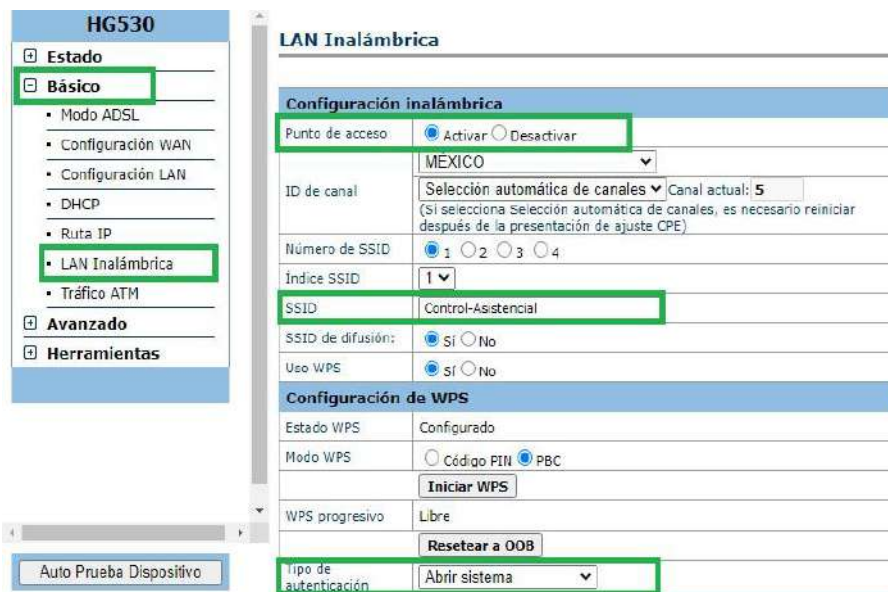 HG530
Estado
Básico
Modo ADSL
Configuración WAN
Configuración LAN
DHCP
Ruta IP
LAN Inalámbrica
Tráfico ATM
Avanzado
Herramientas
Auto Prueba Dispositivo
LAN Inalámbrica
Configuración inalámbrica
Punto de acceso Activar Desactivar
MÉXICO
ID de canal Selección automática de canales Canal actual: 5
(Si selecciona Selección automática de canales, es necesario reiniciar
después de la presentación de ajuste CPE)
Número de SSID 1 2 3 4
Índice SSID 1
SSID Control-Asistencial
SSID de difusión: Sí No
Uso WPS Sí No
Configuración de WPS
Estado WPS Configurado
Modo WPS Código PIN PBC
Iniciar WPS
WPS progresivo Libre
Resetear a OOB
Tipo de
autenticación Abrir sistema